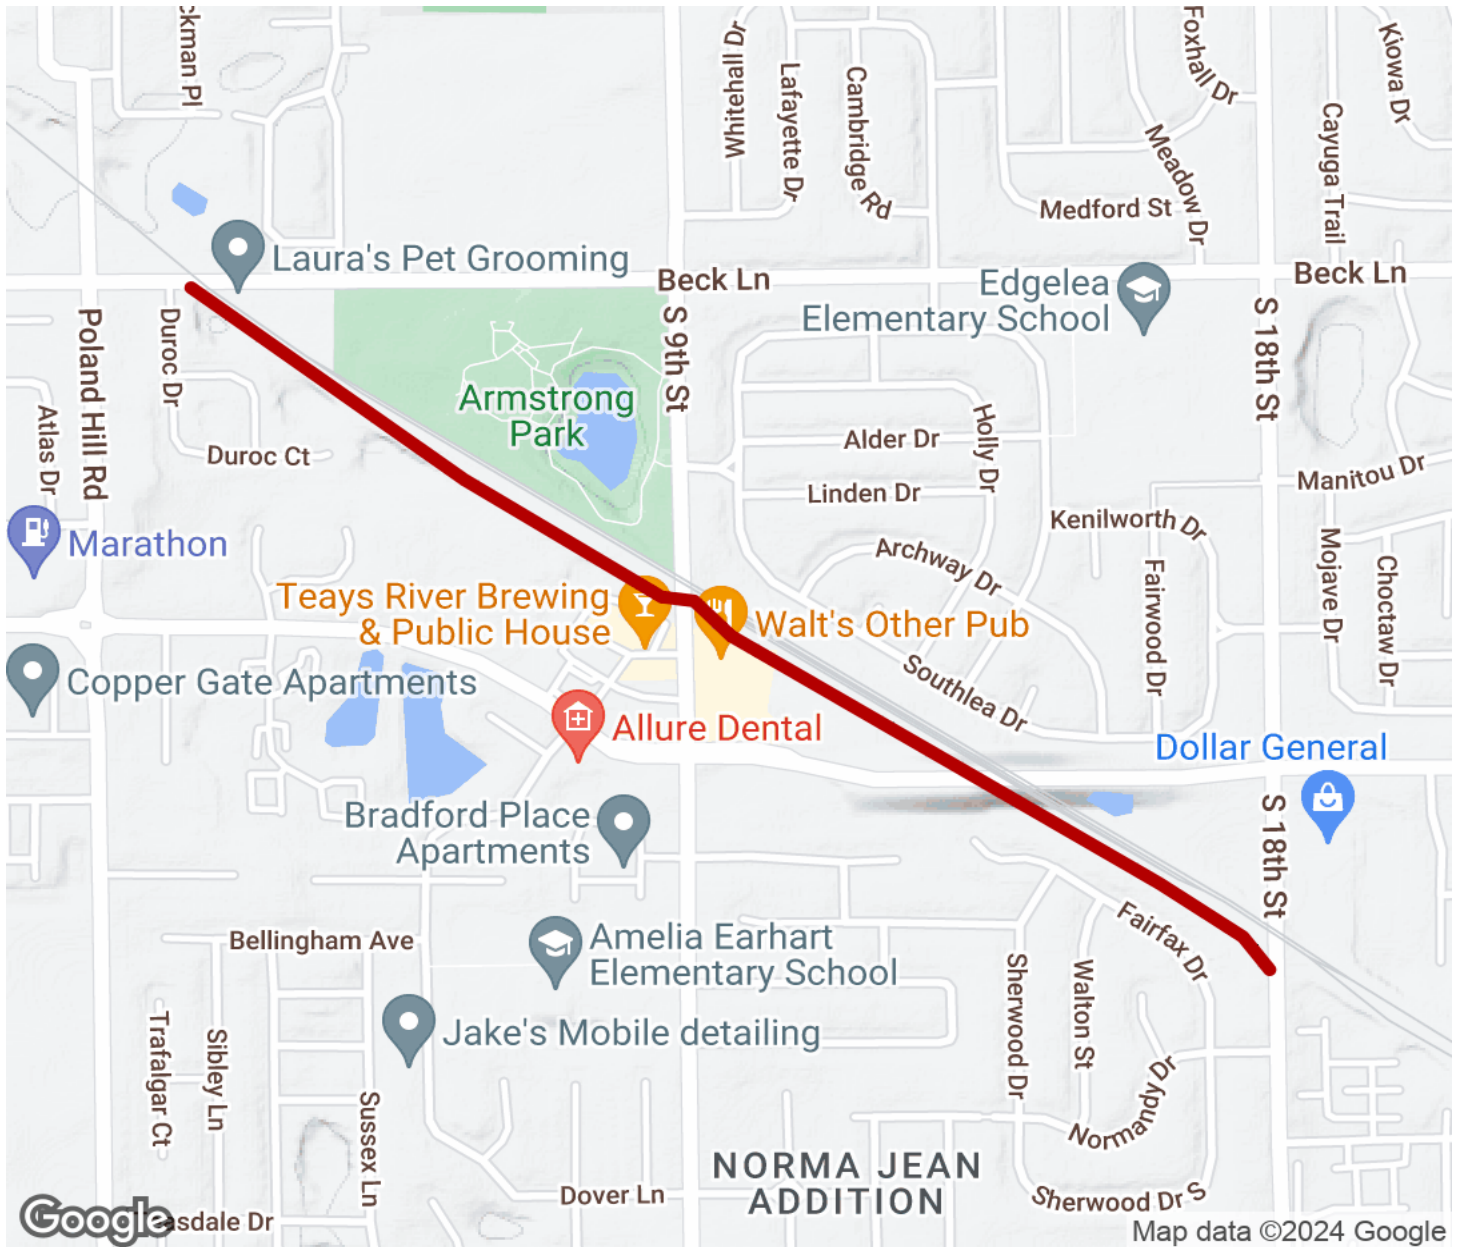 ckman Pl
Whitehall Dr
Lafayette Dr
Cambridge Rd
Foxhall Dr
Kiowa Dr
Meadow Dr
Cayuga Trail
Medford St
Laura's Pet Grooming
Beck Ln
Edgelea
Elementary School
Beck Ln
Poland Hill Rd
Duroc Dr
S 9th St
S 18th St
Armstrong
Park
Atlas Dr
Duroc Ct
Alder Dr
Holly Dr
Linden Dr
Manitou Dr
Kenilworth Dr
Marathon
Archway Dr
Fairwood Dr
Mojave Dr
Choctaw Dr
Teays River Brewing
& Public House
Walt's Other Pub
Copper Gate Apartments
Southlea Dr
Allure Dental
Dollar General
Bradford Place
Apartments
S 18th St
Fairfax Dr
Bellingham Ave
Amelia Earhart
Elementary School
Sherwood Dr
Walton St
Jake's Mobile detailing
Trafalgar Ct
Sibley Ln
Sussex Ln
Normandy Dr
NORMA JEAN
ADDITION
Dover Ln
Sherwood Dr S
Google
asdale Dr
Map data ©2024 Google